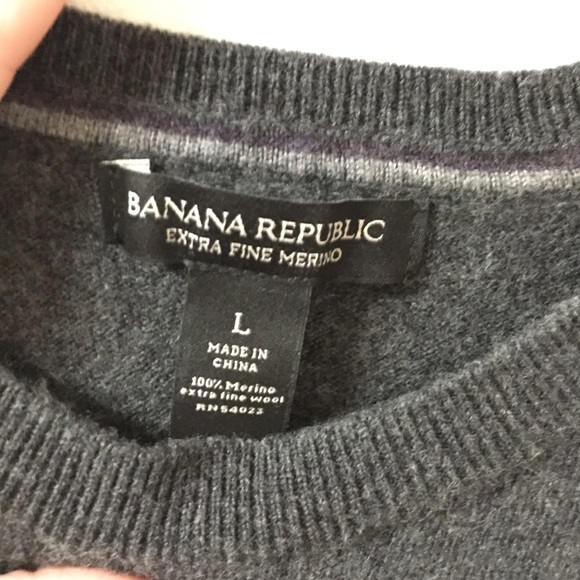 BANANA REPUBLIC
EXTRA FINE MERINO
L
MADE IN
CHINA
100% Merino
extra fine wool
RN54023